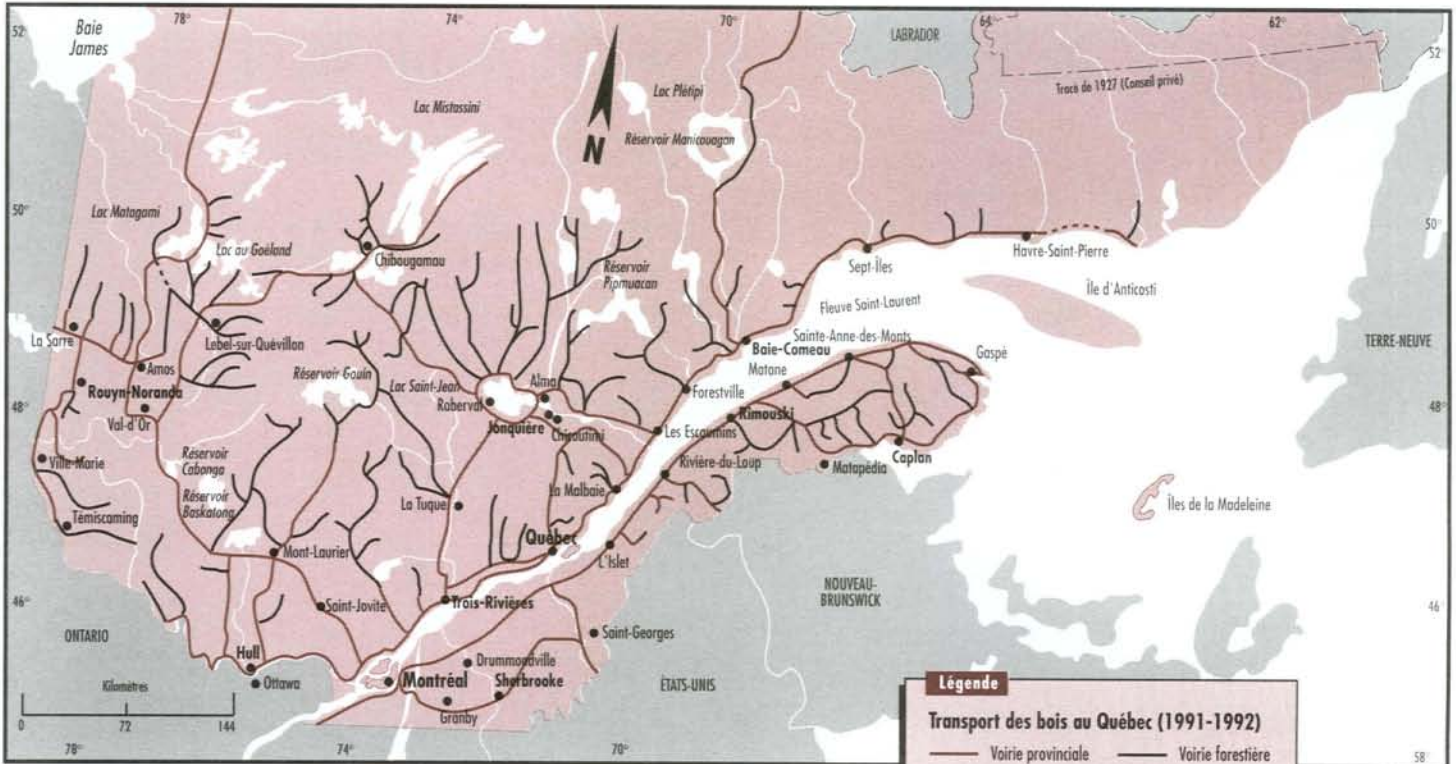 78°
74°
70°
64
62°
52
Baie
James
LABRADOR
52
Tracé de 1927 (Conseil privé)
Lac Mistassini
Lac Plétipi
Réservoir Manicouagan
N
50°
Lac Matagami
Lac au Goéland
Chibougamau
Réservoir
Pipmuacan
Sept-Îles
Havre-Saint-Pierre
50°
Île d'Anticosti
Fleuve Saint-Laurent
La Sarre
Lebel-sur-Quévillon
Sainte-Anne-des-Monts
Baie-Comeau
Gaspé
TERRE-NEUVE
Amos
Réservoir Gouin
Lac Saint-Jean
Alma
Matane
Rouyn-Noranda
Roberval
Forestville
48°
Val-d'Or
Jonquière
Chicoutimi
Rimouski
48°
Les Escoumins
Ville-Marie
Réservoir
Cabonga
Rivière-du-Loup
Matapédia
Caplan
Réservoir
Baskatong
La Tuque
La Malbaie
Îles de la Madeleine
Témiscaming
Mont-Laurier
Québec
L'Islet
NOUVEAU-
BRUNSWICK
46°
Saint-Jovite
Trois-Rivières
46
ONTARIO
Saint-Georges
Hull
Drummondville
Ottawa
Montréal
Sherbrooke
ÉTATS-UNIS
Granby
Kilomètres
0
72
144
78°
74°
70°
58°
Légende
Transport des bois au Québec (1991-1992)
Voirie provinciale
Voirie forestière